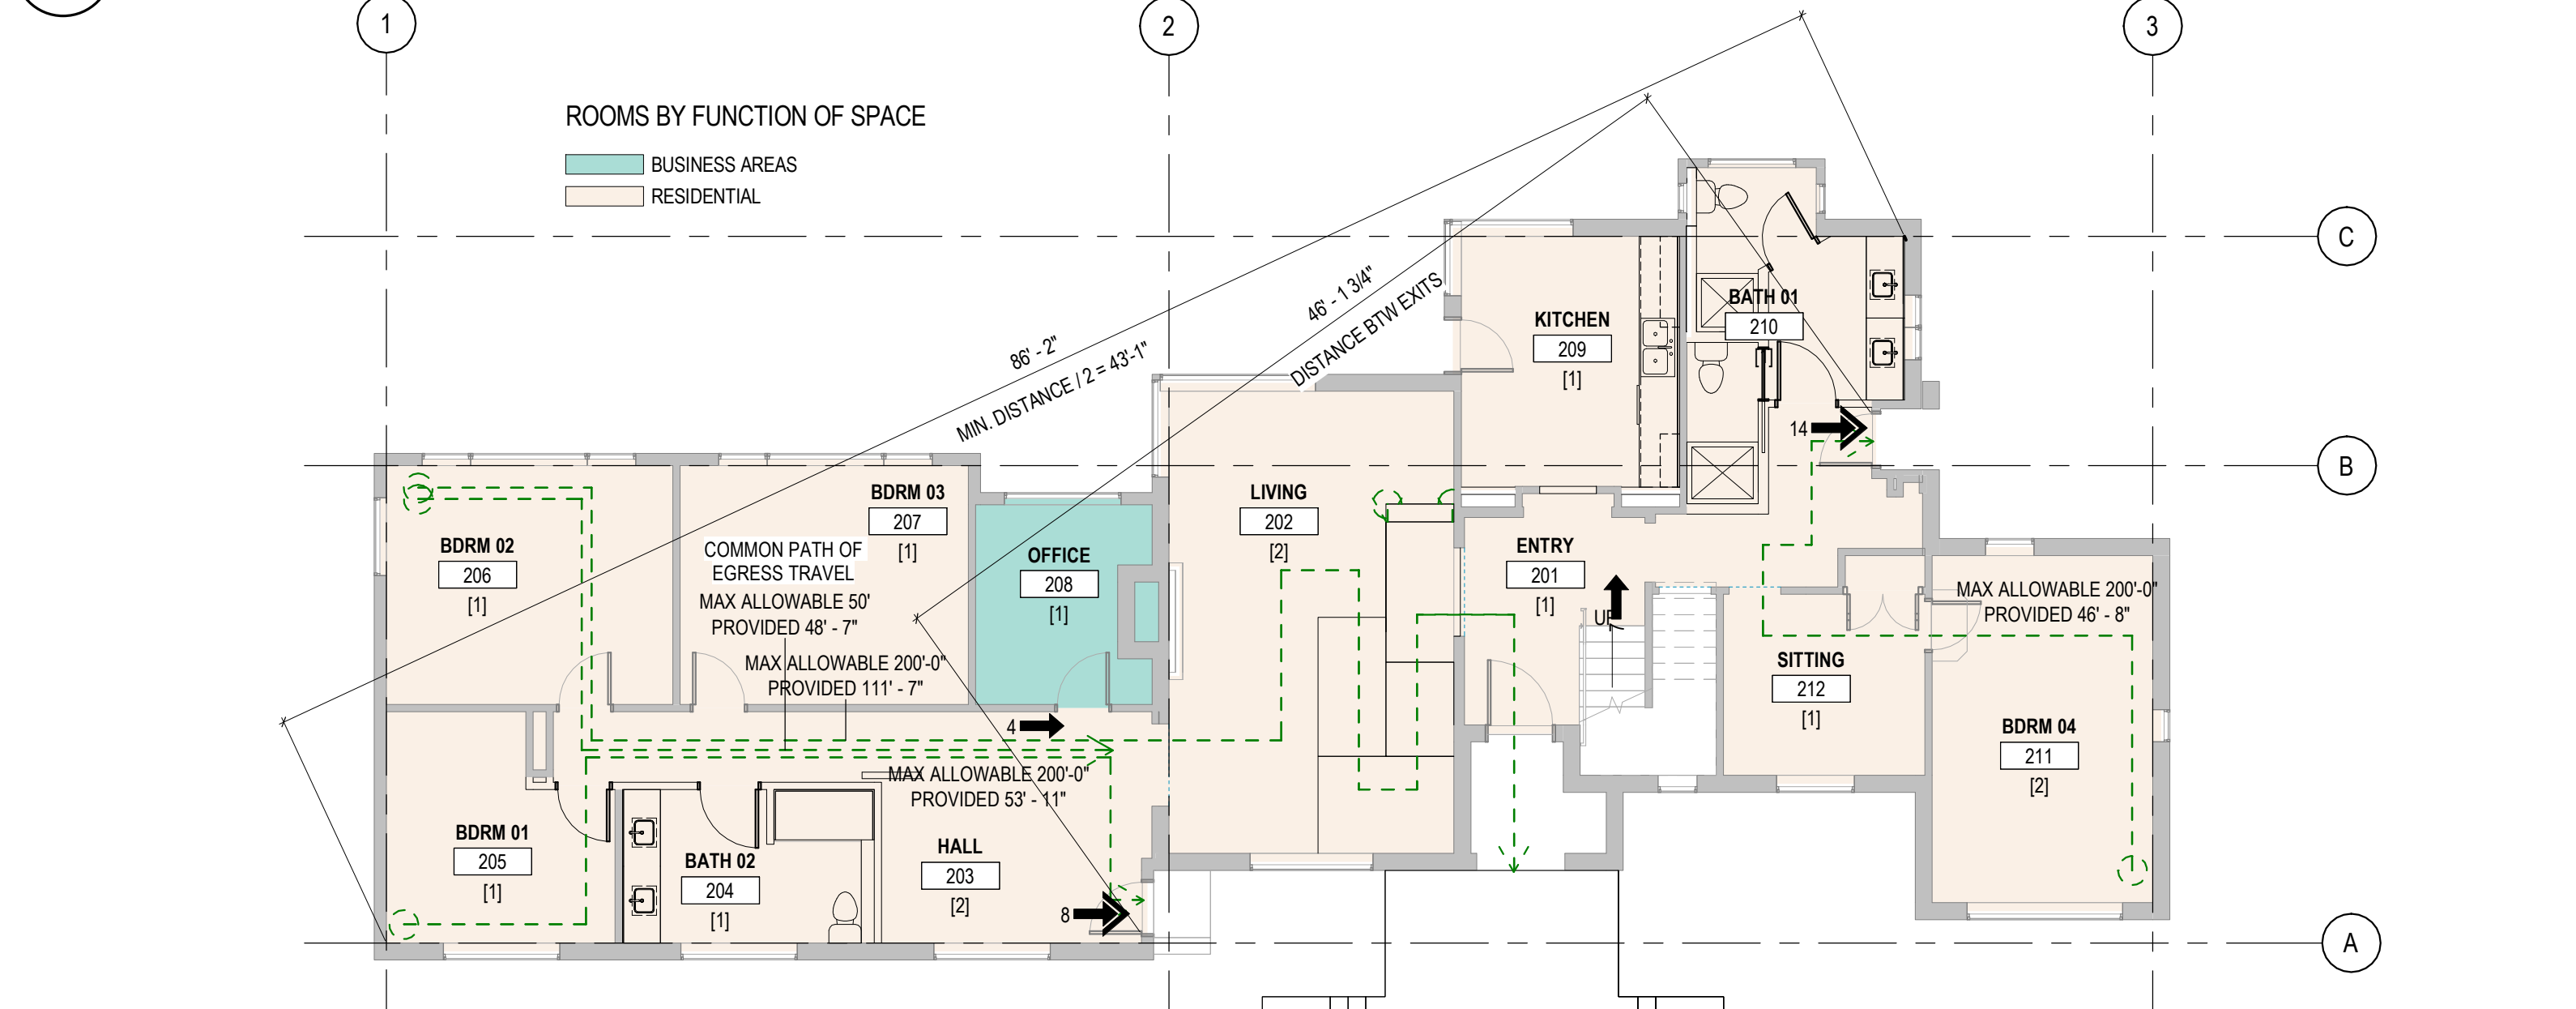 1
2
3
ROOMS BY FUNCTION OF SPACE
BUSINESS AREAS
RESIDENTIAL
C
B
A
86' - 2"
MIN. DISTANCE / 2 = 43'-1"
46' - 1 3/4"
DISTANCE BTW EXITS
KITCHEN
209
[1]
BATH 01
210
14
BDRM 02
206
[1]
BDRM 03
207
[1]
COMMON PATH OF
EGRESS TRAVEL
MAX ALLOWABLE 50'
PROVIDED 48' - 7"
MAX ALLOWABLE 200'-0"
PROVIDED 111' - 7"
OFFICE
208
[1]
LIVING
202
[2]
ENTRY
201
[1]
UP
7
SITTING
212
[1]
MAX ALLOWABLE 200'-0"
PROVIDED 46' - 8"
BDRM 04
211
[2]
4
MAX ALLOWABLE 200'-0"
PROVIDED 53' - 11"
BDRM 01
205
[1]
BATH 02
204
[1]
HALL
203
[2]
8